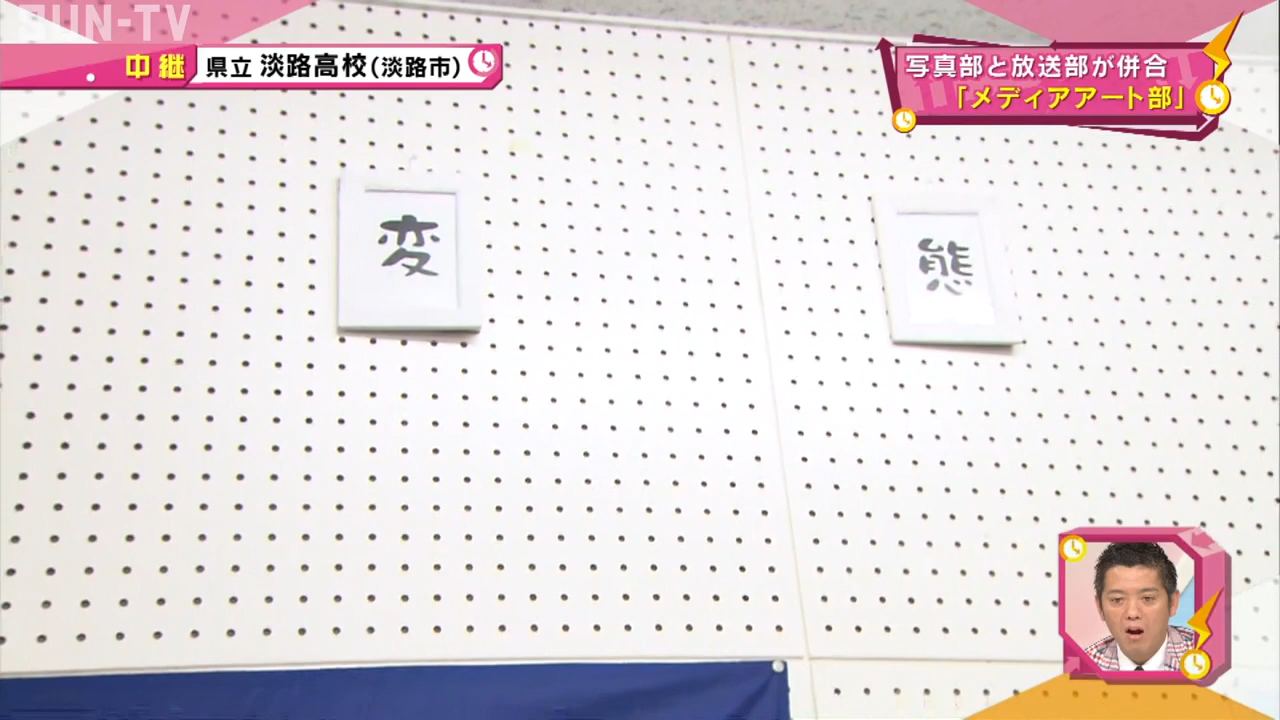 SUN-TV
中継 県立 淡路高校(淡路市)
写真部と放送部が併合
「メディアアート部」
変 態